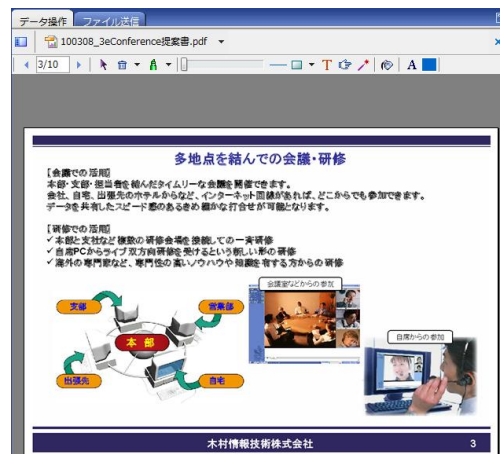 データ操作 ファイル送信
100308_3eConference提案書.pdf
3/10
T
A
多地点を結んでの会議・研修
【会議での活用】
本部・支部・担当者を結んだタイムリーな会議を開催できます。
会社、自宅、出張先のホテルからなど、インターネット回線があれば、どこからでも参加できます。
データを共有したスピード感のあるきめ細かな打合せが可能となります。
【研修での活用】
✓本部と支社など複数の研修会場を接続しての一斉研修
✓自席PCからライブ双方向研修を受けるという新しい形の研修
✓海外の専門家など、専門性の高いノウハウや知識を有する方からの研修
会議室などからの参加
支部
営業部
本部
自席からの参加
出張先
自宅
木村情報技術株式会社 3